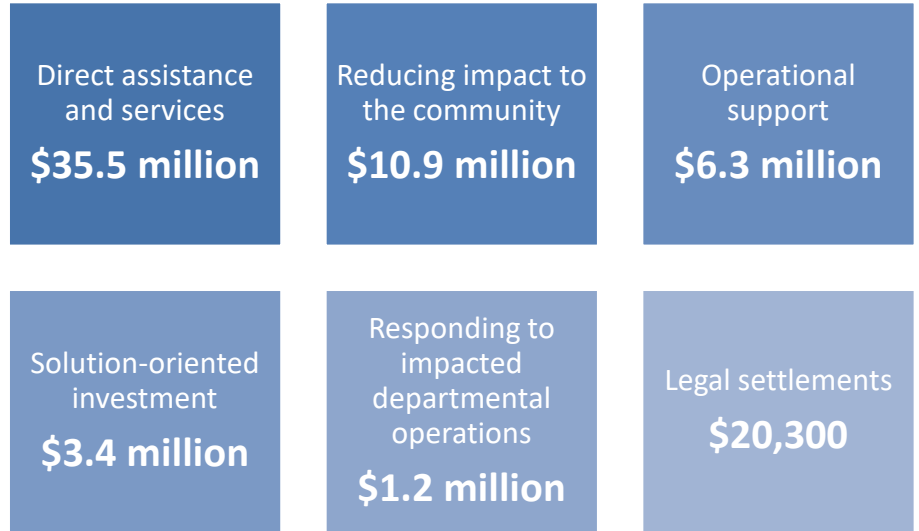 Direct assistance
and services
$35.5 million
Reducing impact to
the community
$10.9 million
Operational
support
$6.3 million
Solution-oriented
investment
$3.4 million
Responding to
impacted
departmental
operations
$1.2 million
Legal settlements
$20,300